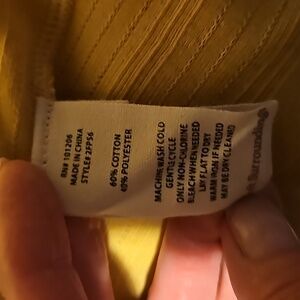 RN# 101206
MADE IN CHINA
STYLE# 2FP56
60% COTTON
40% POLYESTER
MACHINE WASH COLD
GENTLE CYCLE
ONLY NON-CHLORINE
BLEACH WHEN NEEDED
LAY FLAT TO DRY
WARM IRON IF NEEDED
MAY BE DRY CLEANED
Surrounding